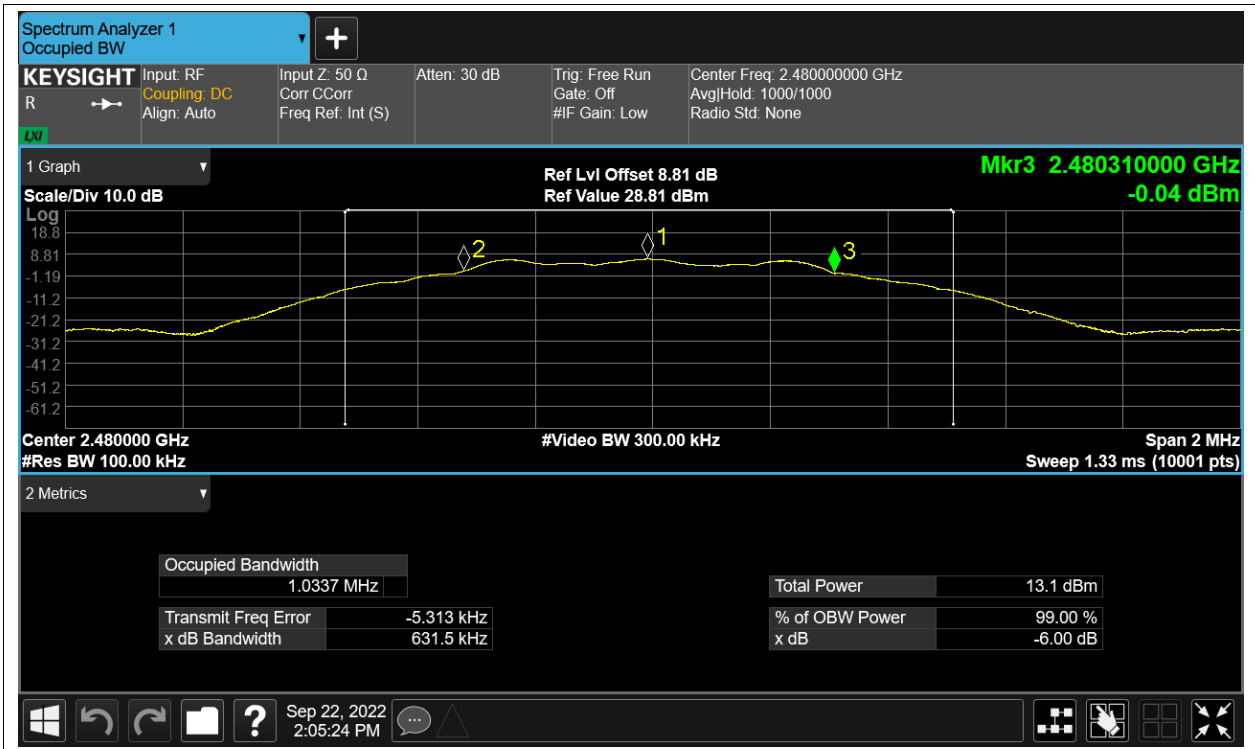 Spectrum Analyzer 1
Occupied BW
KEYSIGHT
R
LXI
Input: RF
Coupling: DC
Align: Auto
Input Z: 50 Ω
Corr CCorr
Freq Ref: Int (S)
Atten: 30 dB
Trig: Free Run
Gate: Off
#IF Gain: Low
Center Freq: 2.480000000 GHz
Avg|Hold: 1000/1000
Radio Std: None
1 Graph
Scale/Div 10.0 dB
Ref Lvl Offset 8.81 dB
Ref Value 28.81 dBm
Mkr3 2.480310000 GHz
-0.04 dBm
Log
18.8
8.81
-1.19
-11.2
-21.2
-31.2
-41.2
-51.2
-61.2
2
1
3
Center 2.480000 GHz
#Res BW 100.00 kHz
#Video BW 300.00 kHz
Span 2 MHz
Sweep 1.33 ms (10001 pts)
2 Metrics
Occupied Bandwidth
1.0337 MHz
Transmit Freq Error -5.313 kHz
x dB Bandwidth 631.5 kHz
Total Power 13.1 dBm
% of OBW Power 99.00 %
x dB -6.00 dB
?
Sep 22, 2022
2:05:24 PM